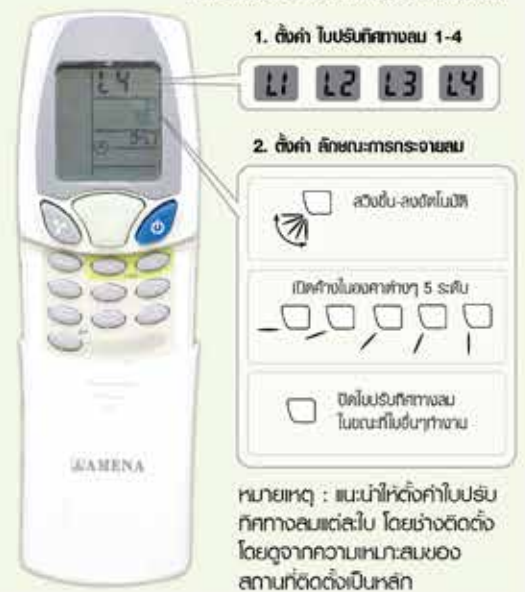 1. ตั้งค่า ใบปรับทิศทางลม 1-4
L4
L1 L2 L3 L4
2. ตั้งค่า ลักษณะการกระจายลม
สวิงขึ้น-ลงอัตโนมัติ
เปิดค้างในองศาต่างๆ 5 ระดับ
ปิดใบปรับทิศทางลม
ในขณะที่ใบอื่นๆทำงาน
AMENA
หมายเหตุ : แนะนำให้ตั้งค่าใบปรับ
ทิศทางลมแต่ละใบ โดยช่างติดตั้ง
โดยดูจากความเหมาะสมของ
สถานที่ติดตั้งเป็นหลัก